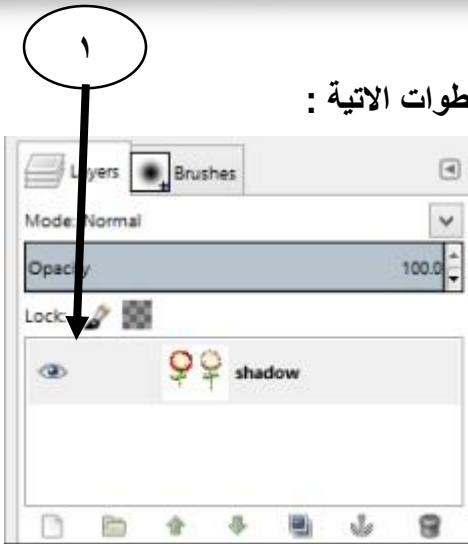 ١
طوات الاتية :
Layers Brushes
Mode: Normal
Opacity 100.0
Lock:
shadow